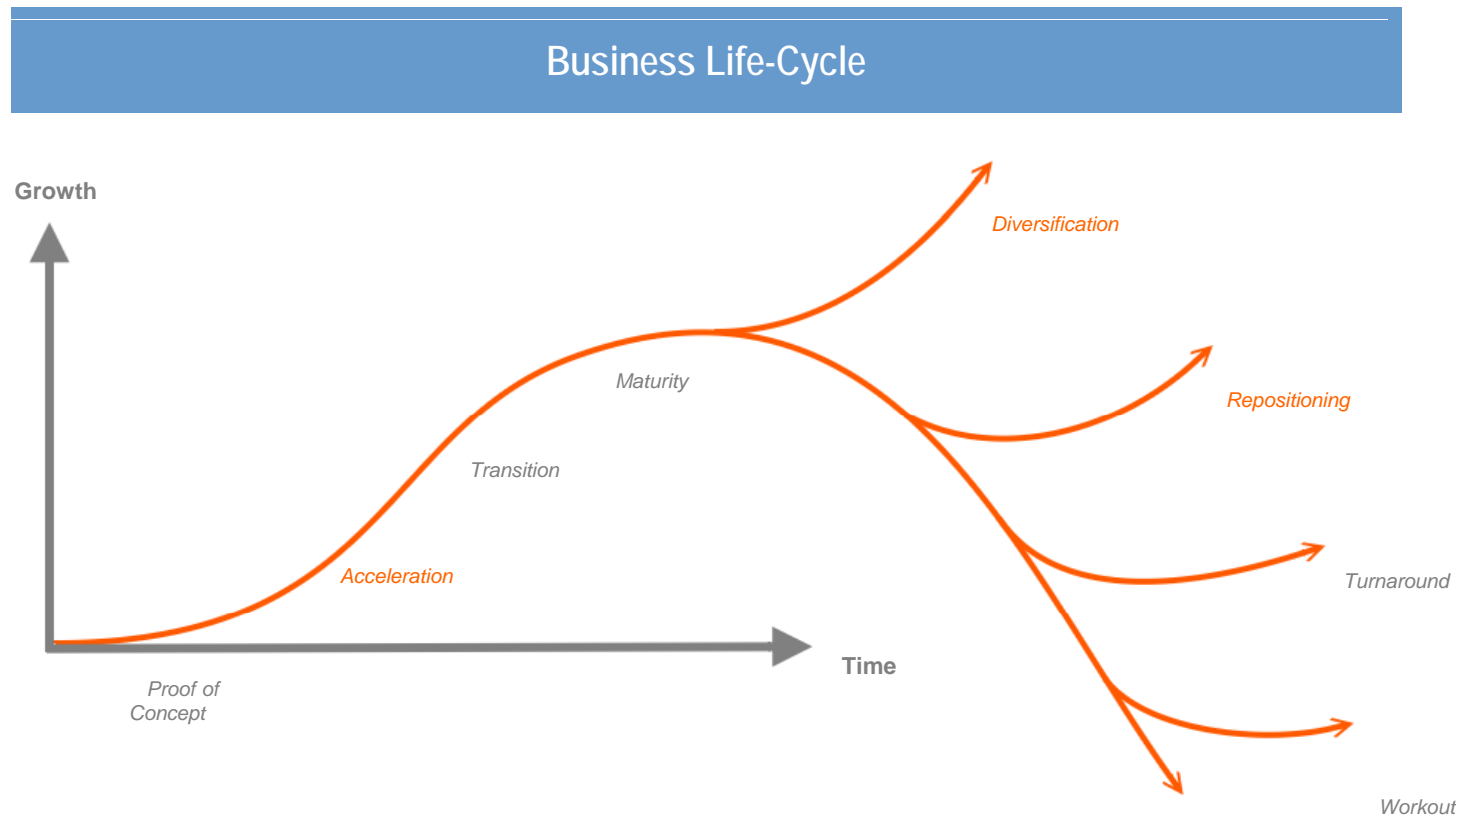 Business Life-Cycle
Growth
Diversification
Maturity
Repositioning
Transition
Acceleration
Turnaround
Time
Proof of
Concept
Workout